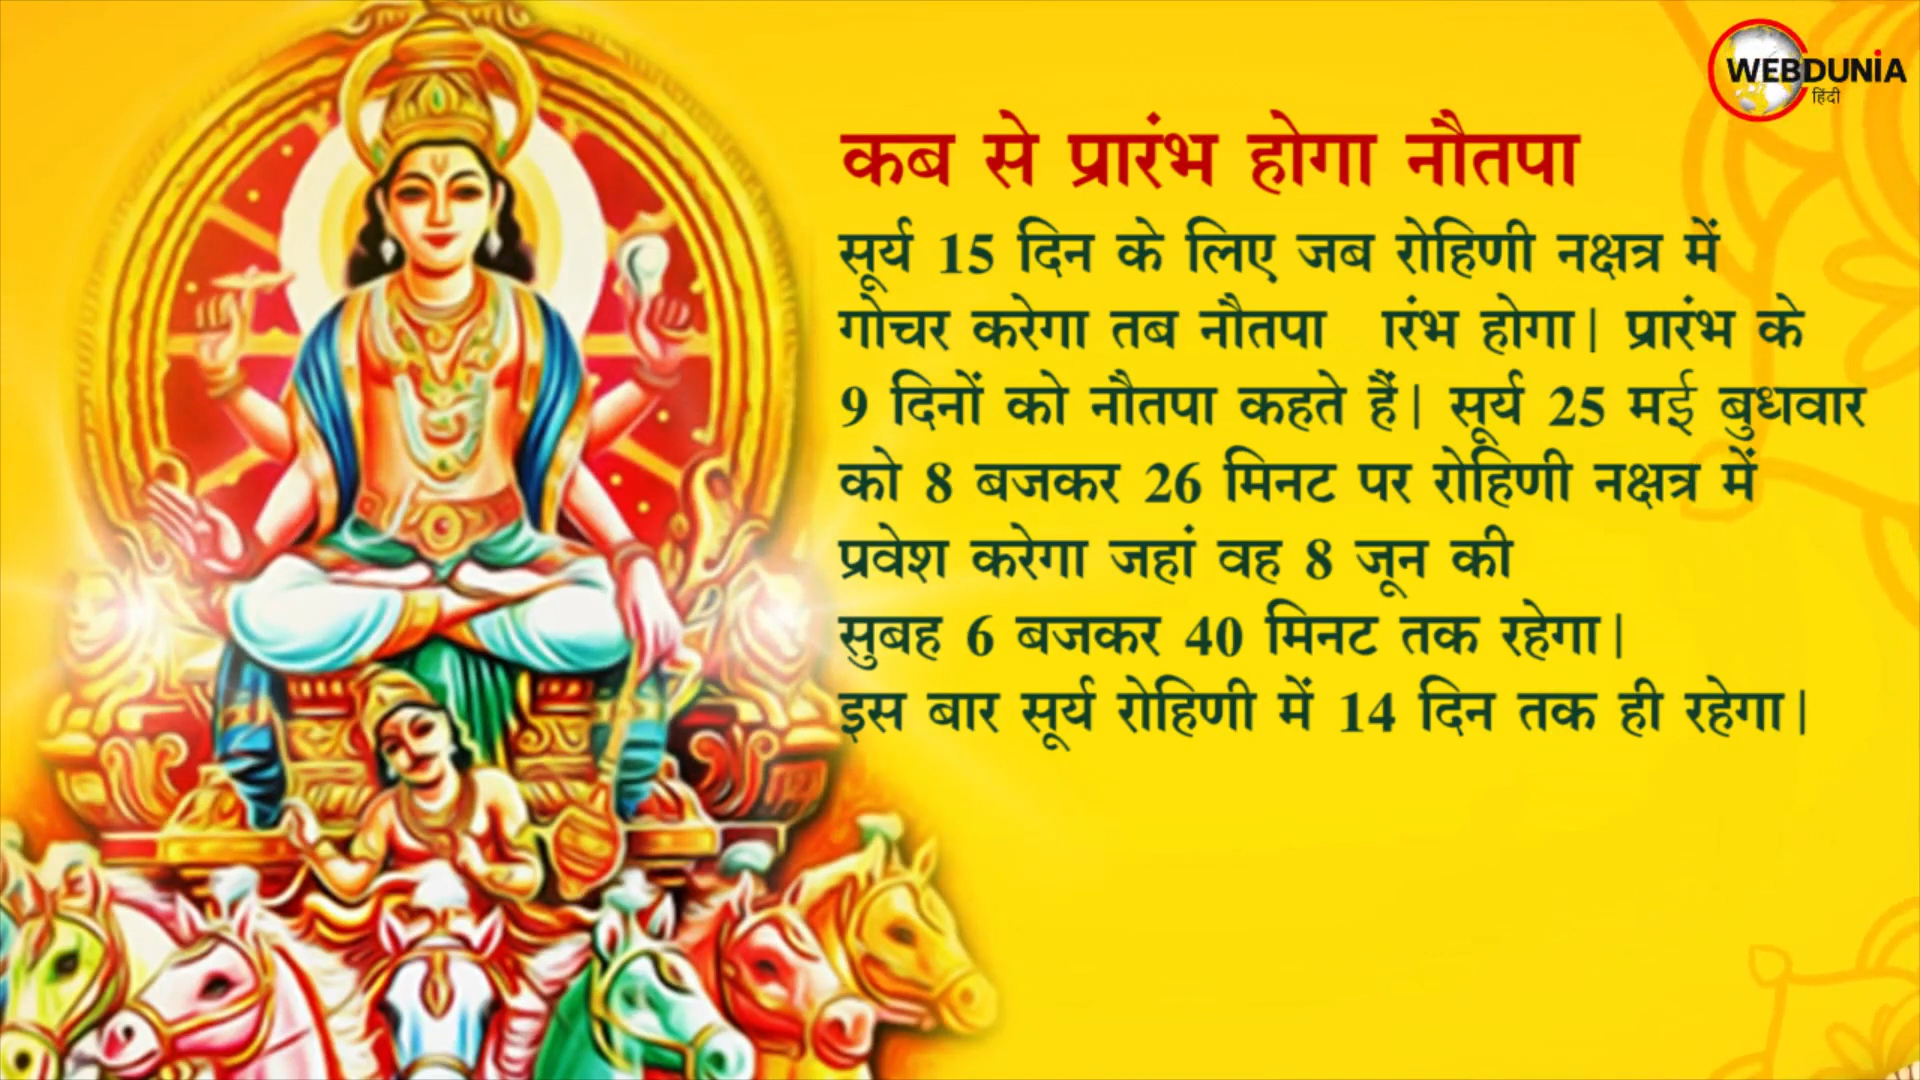 WEBDUNIA
हिंदी
कब से प्रारंभ होगा नौतपा
सूर्य 15 दिन के लिए जब रोहिणी नक्षत्र में
गोचर करेगा तब नौतपा ारंभ होगा|  प्रारंभ के
9 दिनों को नौतपा कहते हैं|  सूर्य 25 मई बुधवार
को 8 बजकर 26 मिनट पर रोहिणी नक्षत्र में
प्रवेश करेगा जहां वह 8 जून की
सुबह 6 बजकर 40 मिनट तक रहेगा|
इस बार सूर्य रोहिणी में 14 दिन तक ही रहेगा|